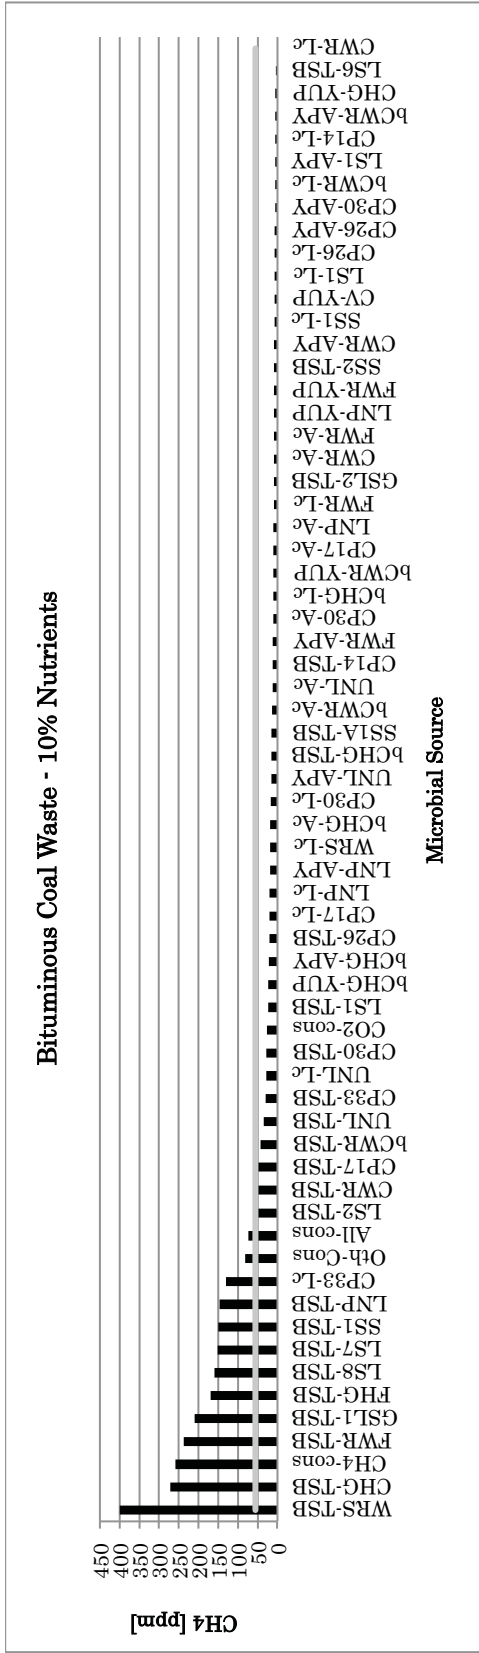 Bituminous Coal Waste - 10% Nutrients
CH4 [ppm]
450
400
350
300
250
200
150
100
50
0
WRS-TSB
CHG-TSB
CH4-cons
FWR-TSB
GSL1-TSB
FHG-TSB
LS8-TSB
LS7-TSB
SS1-TSB
LNP-TSB
CP33-Lc
Oth-Cons
All-cons
LS2-TSB
CWR-TSB
CP17-TSB
bCWR-TSB
UNL-TSB
CP33-TSB
UNL-Lc
CP30-TSB
CO2-cons
LS1-TSB
bCHG-YUP
bCHG-APY
CP26-TSB
CP17-Lc
LNP-Lc
LNP-APY
WRS-Lc
bCHG-Ac
CP30-Lc
UNL-APY
bCHG-TSB
SS1A-TSB
bCWR-Ac
UNL-Ac
CP14-TSB
FWR-APY
CP30-Ac
bCHG-Lc
bCWR-YUP
CP17-Ac
LNP-Ac
FWR-Lc
GSL2-TSB
CWR-Ac
FWR-Ac
LNP-YUP
FWR-YUP
SS2-TSB
CWR-APY
SS1-Lc
CV-YUP
LS1-Lc
CP26-Lc
CP26-APY
CP30-APY
bCWR-Lc
LS1-APY
CP14-Lc
bCWR-APY
CHG-YUP
LS6-TSB
CWR-Lc
Microbial Source